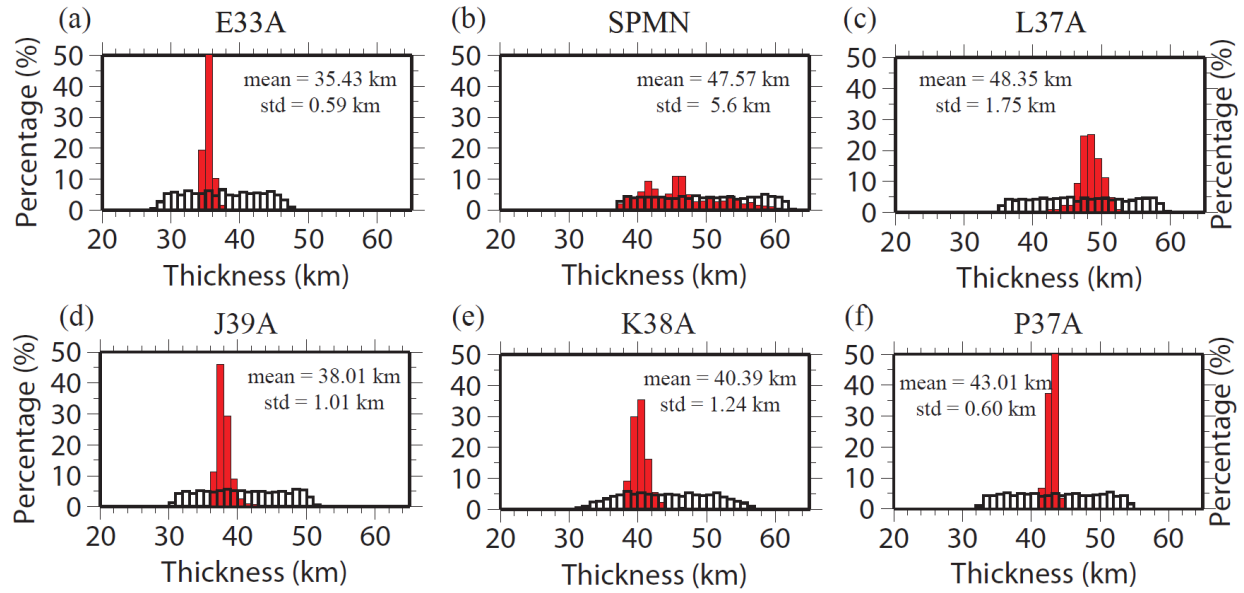 (a) E33A
Percentage (%)
50
40
30
20
10
0
mean = 35.43 km
std = 0.59 km
20 30 40 50 60
Thickness (km)
(b) SPMN
50
40
30
20
10
0
mean = 47.57 km
std = 5.6 km
20 30 40 50 60
Thickness (km)
(c) L37A
50
40
30
20
10
0
mean = 48.35 km
std = 1.75 km
Percentage (%)
20 30 40 50 60
Thickness (km)
(d) J39A
Percentage (%)
50
40
30
20
10
0
mean = 38.01 km
std = 1.01 km
20 30 40 50 60
Thickness (km)
(e) K38A
50
40
30
20
10
0
mean = 40.39 km
std = 1.24 km
20 30 40 50 60
Thickness (km)
(f) P37A
50
40
30
20
10
0
mean = 43.01 km
std = 0.60 km
Percentage (%)
20 30 40 50 60
Thickness (km)